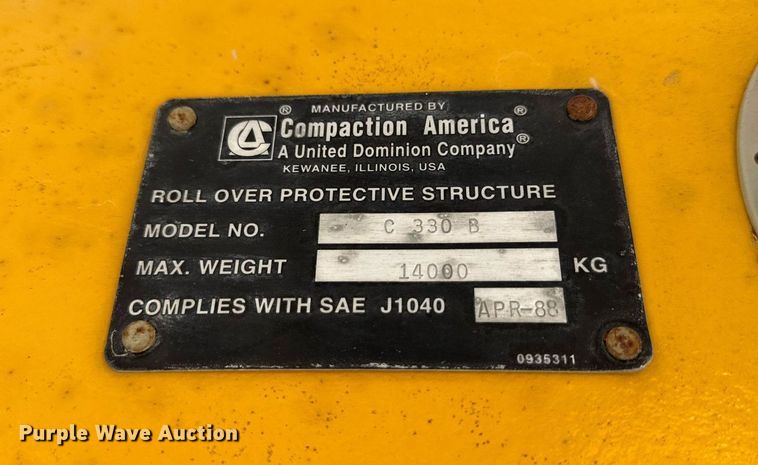 ® MANUFACTURED BY
CA Compaction America®
A United Dominion Company®
KEWANEE, ILLINOIS, USA
ROLL OVER PROTECTIVE STRUCTURE
MODEL NO. C 330 B
MAX. WEIGHT 14000 KG
COMPLIES WITH SAE J1040 APR-88
0935311
Purple Wave Auction